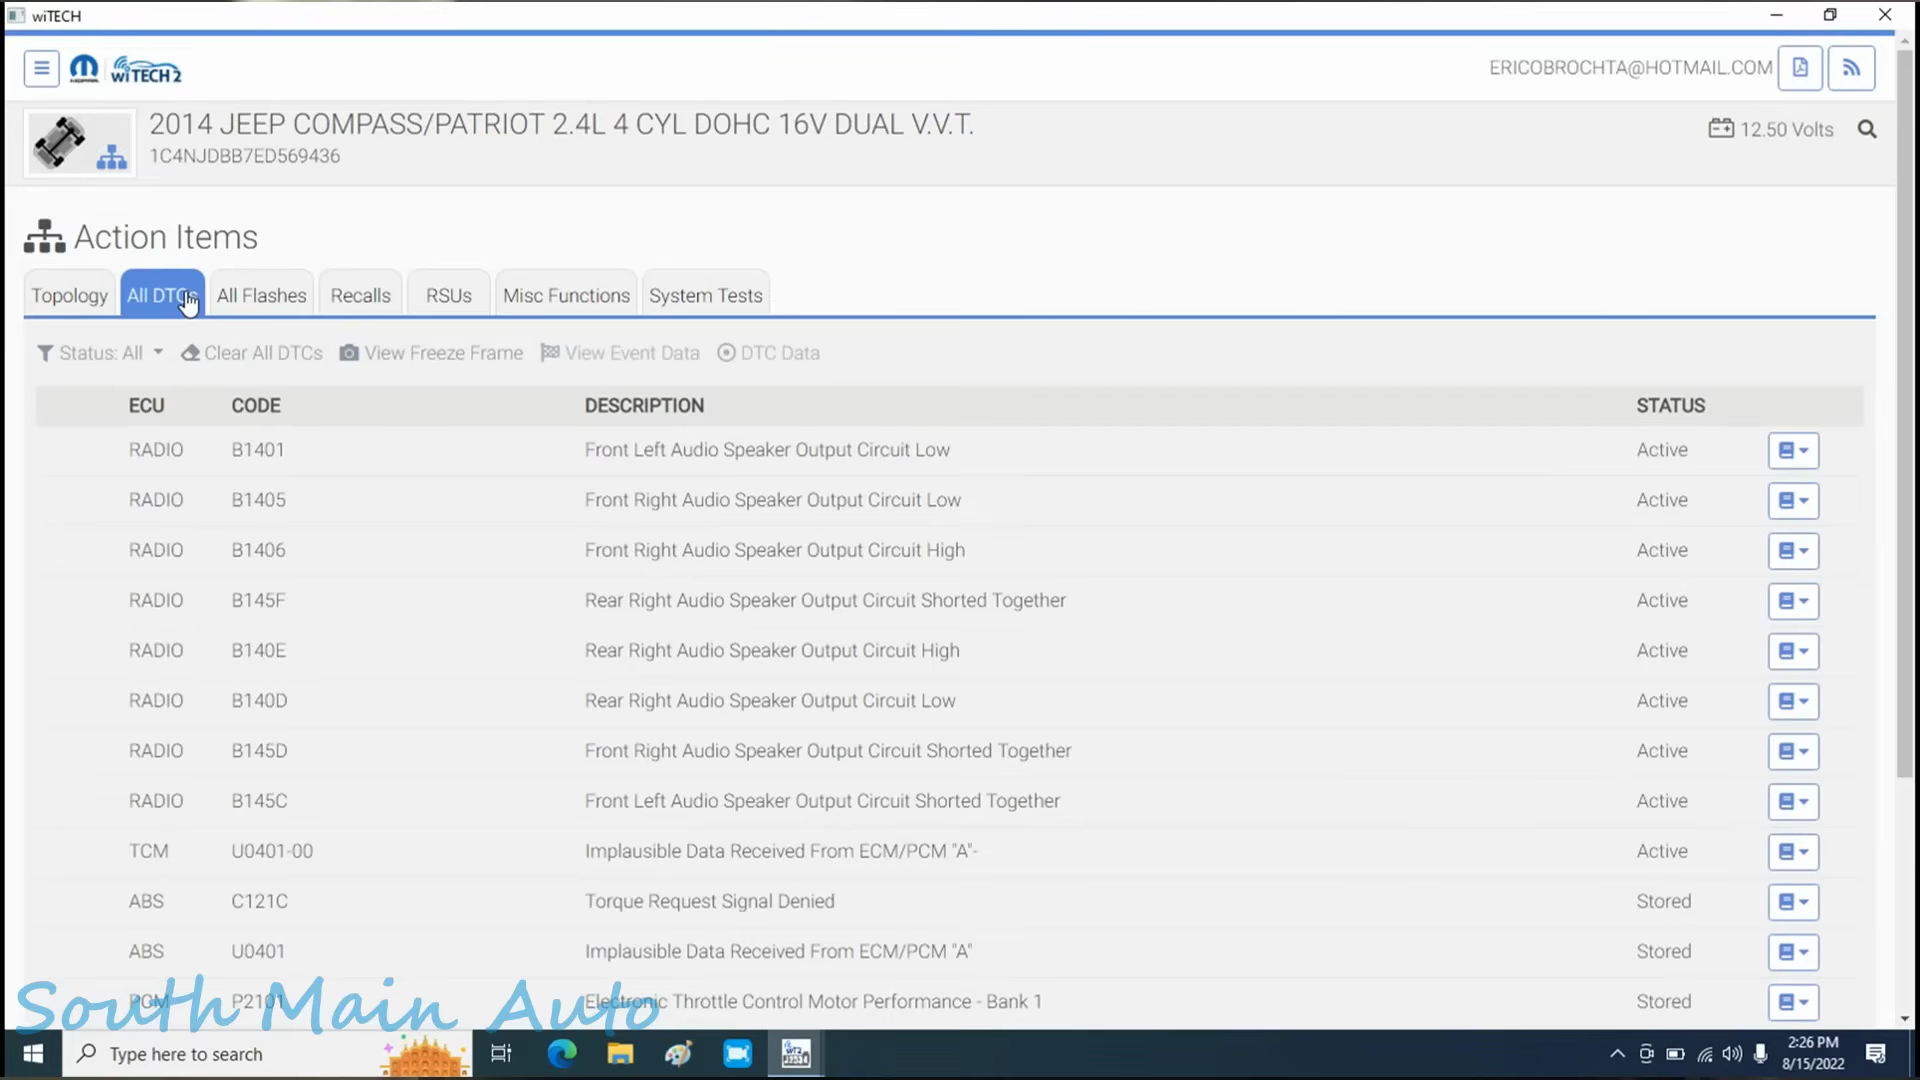 wiTECH
MOPAR wiTECH 2
ERICOBROCHTA@HOTMAIL.COM
2014 JEEP COMPASS/PATRIOT 2.4L 4 CYL DOHC 16V DUAL V.V.T.
1C4NJDBB7ED569436
12.50 Volts
Action Items
Topology All DTCs All Flashes Recalls RSUs Misc Functions System Tests
Status: All Clear All DTCs View Freeze Frame View Event Data DTC Data
ECU CODE DESCRIPTION STATUS
RADIO B1401 Front Left Audio Speaker Output Circuit Low Active
RADIO B1405 Front Right Audio Speaker Output Circuit Low Active
RADIO B1406 Front Right Audio Speaker Output Circuit High Active
RADIO B145F Rear Right Audio Speaker Output Circuit Shorted Together Active
RADIO B140E Rear Right Audio Speaker Output Circuit High Active
RADIO B140D Rear Right Audio Speaker Output Circuit Low Active
RADIO B145D Front Right Audio Speaker Output Circuit Shorted Together Active
RADIO B145C Front Left Audio Speaker Output Circuit Shorted Together Active
TCM U0401-00 Implausible Data Received From ECM/PCM "A"- Active
ABS C121C Torque Request Signal Denied Stored
ABS U0401 Implausible Data Received From ECM/PCM "A" Stored
PCM P2101 Electronic Throttle Control Motor Performance - Bank 1 Stored
South Main Auto
Type here to search
2:26 PM
8/15/2022